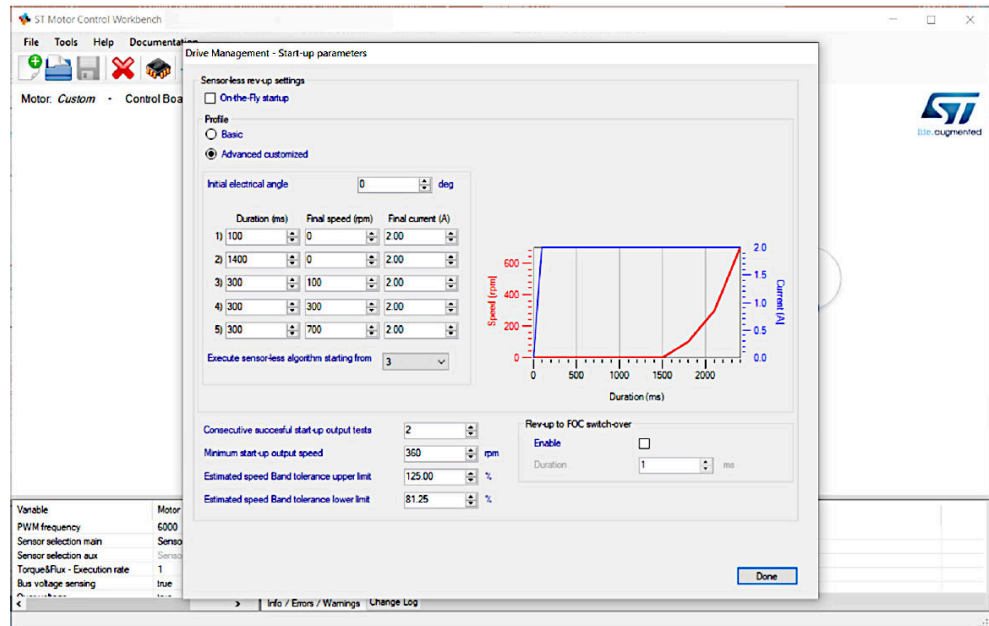 ST Motor Control Workbench
File Tools Help Documentation
Motor: Custom - Control Boa
Drive Management - Start-up parameters
Sensor-less rev-up settings
On-the-Fly startup
Profile
Basic
Advanced customized
Initial electrical angle 0 deg
Duration (ms) Final speed (rpm) Final current (A)
1) 100 0 2.00
2) 1400 0 2.00
3) 300 100 2.00
4) 300 300 2.00
5) 300 700 2.00
Execute sensor-less algorithm starting from 3
Speed [rpm]
600
400
200
0
2.0
1.5
1.0
0.5
0.0
Current [A]
0 500 1000 1500 2000
Duration (ms)
ST
life.augmented
Consecutive succesful start-up output tests 2
Minimum start-up output speed 360 rpm
Estimated speed Band tolerance upper limit 125.00 %
Estimated speed Band tolerance lower limit 81.25 %
Rev-up to FOC switch-over
Enable
Duration 1 ms
Done
Variable Motor
PWM frequency 6000
Sensor selection main Senso
Sensor selection aux Senso
Torque&Flux - Execution rate 1
Bus voltage sensing true
Info / Errors / Warnings Change Log